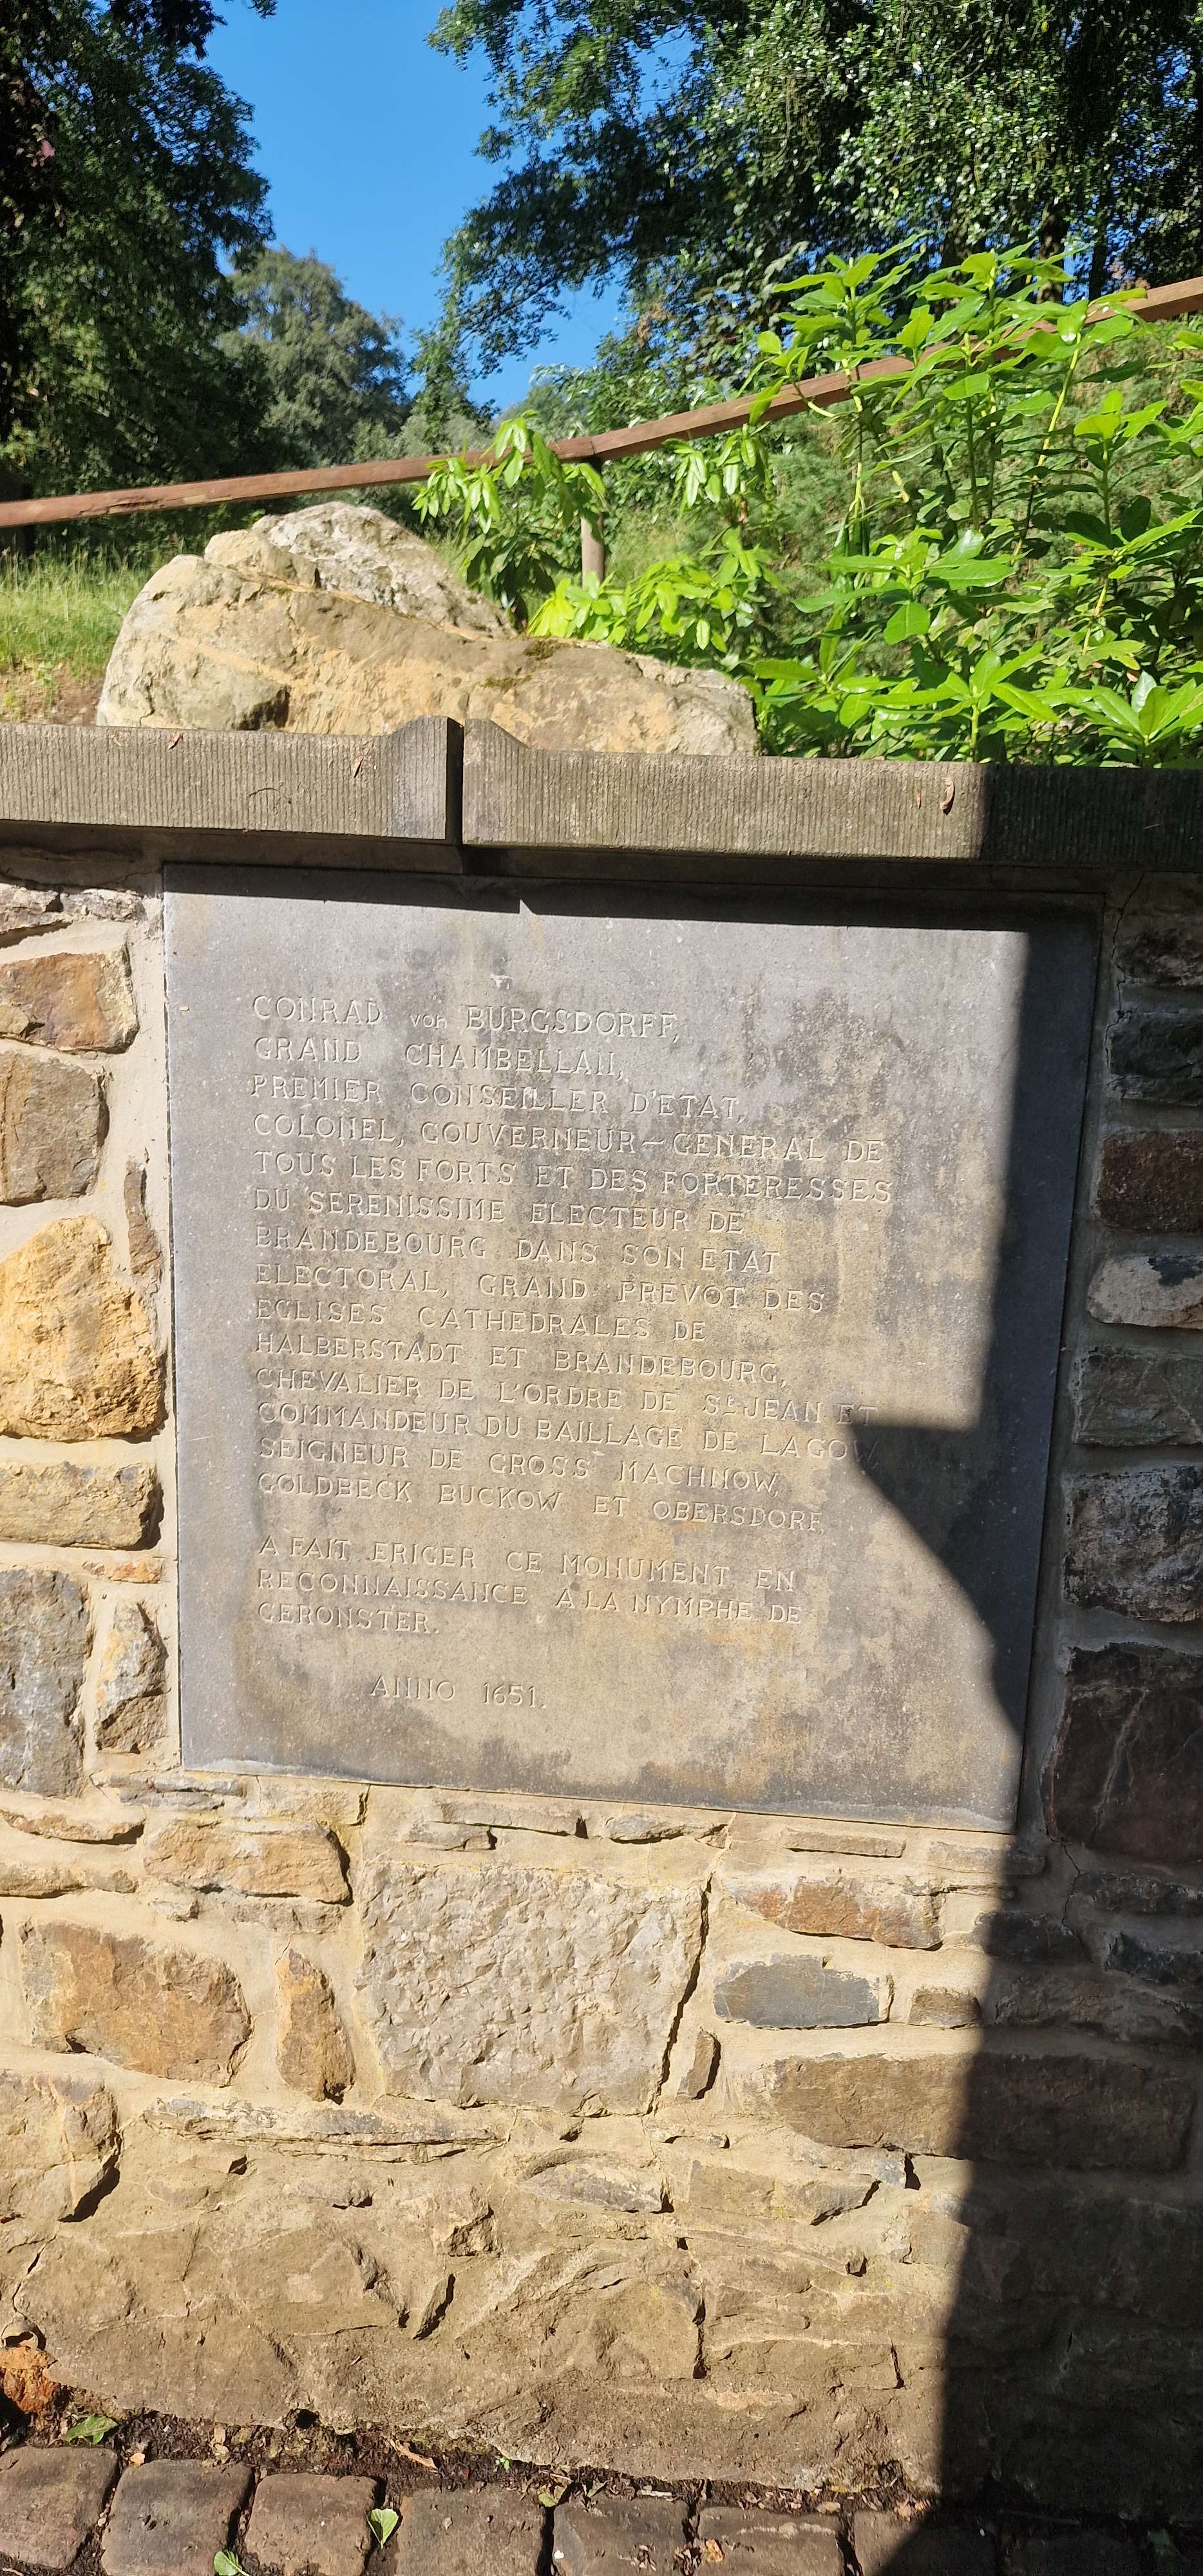 CONRAD von BURGSDORFF,
GRAND CHAMBELLAN,
PREMIER CONSEILLER D'ETAT,
COLONEL, GOUVERNEUR-GENERAL DE
TOUS LES FORTS ET DES FORTERESSES
DU SERENISSIME ELECTEUR DE
BRANDEBOURG DANS SON ETAT
ELECTORAL, GRAND PREVOT DES
EGLISES CATHEDRALES DE
HALBERSTADT ET BRANDEBOURG,
CHEVALIER DE L'ORDRE DE St JEAN ET
COMMANDEUR DU BAILLAGE DE LAGOW,
SEIGNEUR DE GROSS MACHNOW,
GOLDBECK BUCKOW ET OBERSDORF,
A FAIT ERIGER CE MONUMENT EN
RECONNAISSANCE A LA NYMPHE DE
GERONSTER.
ANNO 1651.